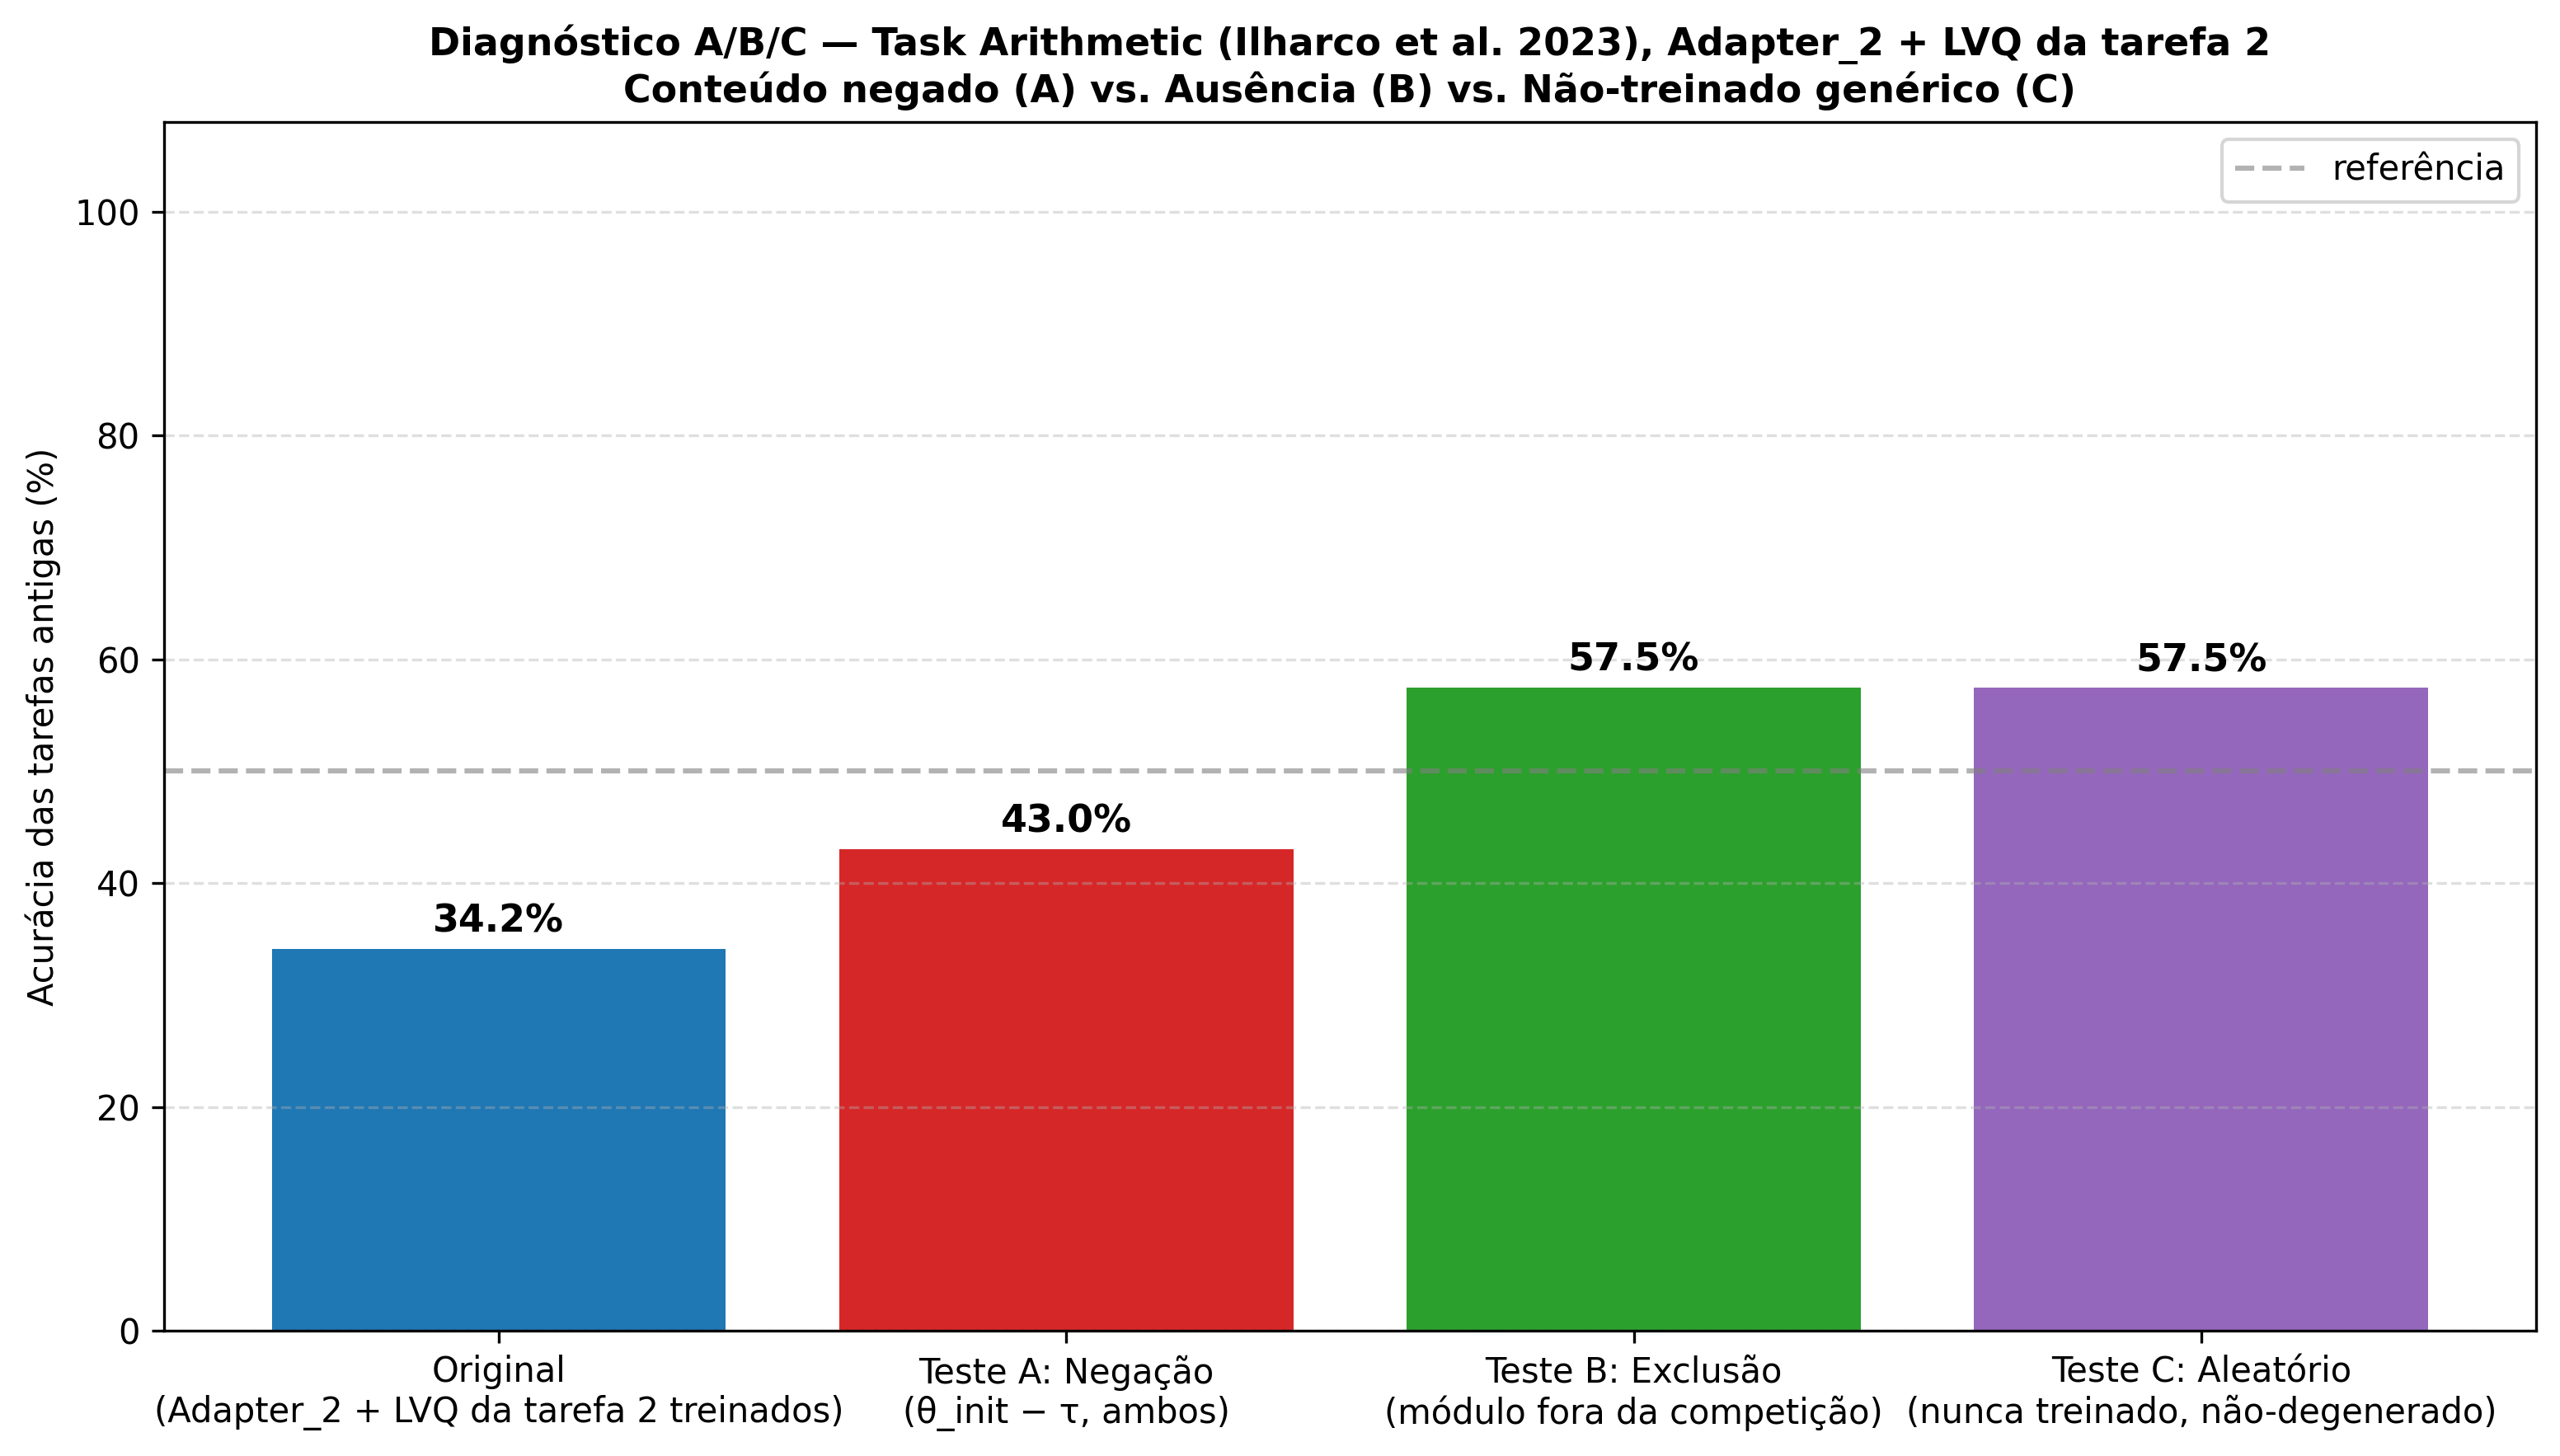 Diagnóstico A/B/C — Task Arithmetic (Ilharco et al. 2023), Adapter_2 + LVQ da tarefa 2
Conteúdo negado (A) vs. Ausência (B) vs. Não-treinado genérico (C)
referência
Acurácia das tarefas antigas (%)
100
80
60
40
20
0
34.2%
43.0%
57.5%
57.5%
Original
(Adapter_2 + LVQ da tarefa 2 treinados)
Teste A: Negação
(θ_init − τ, ambos)
Teste B: Exclusão
(módulo fora da competição)
Teste C: Aleatório
(nunca treinado, não-degenerado)